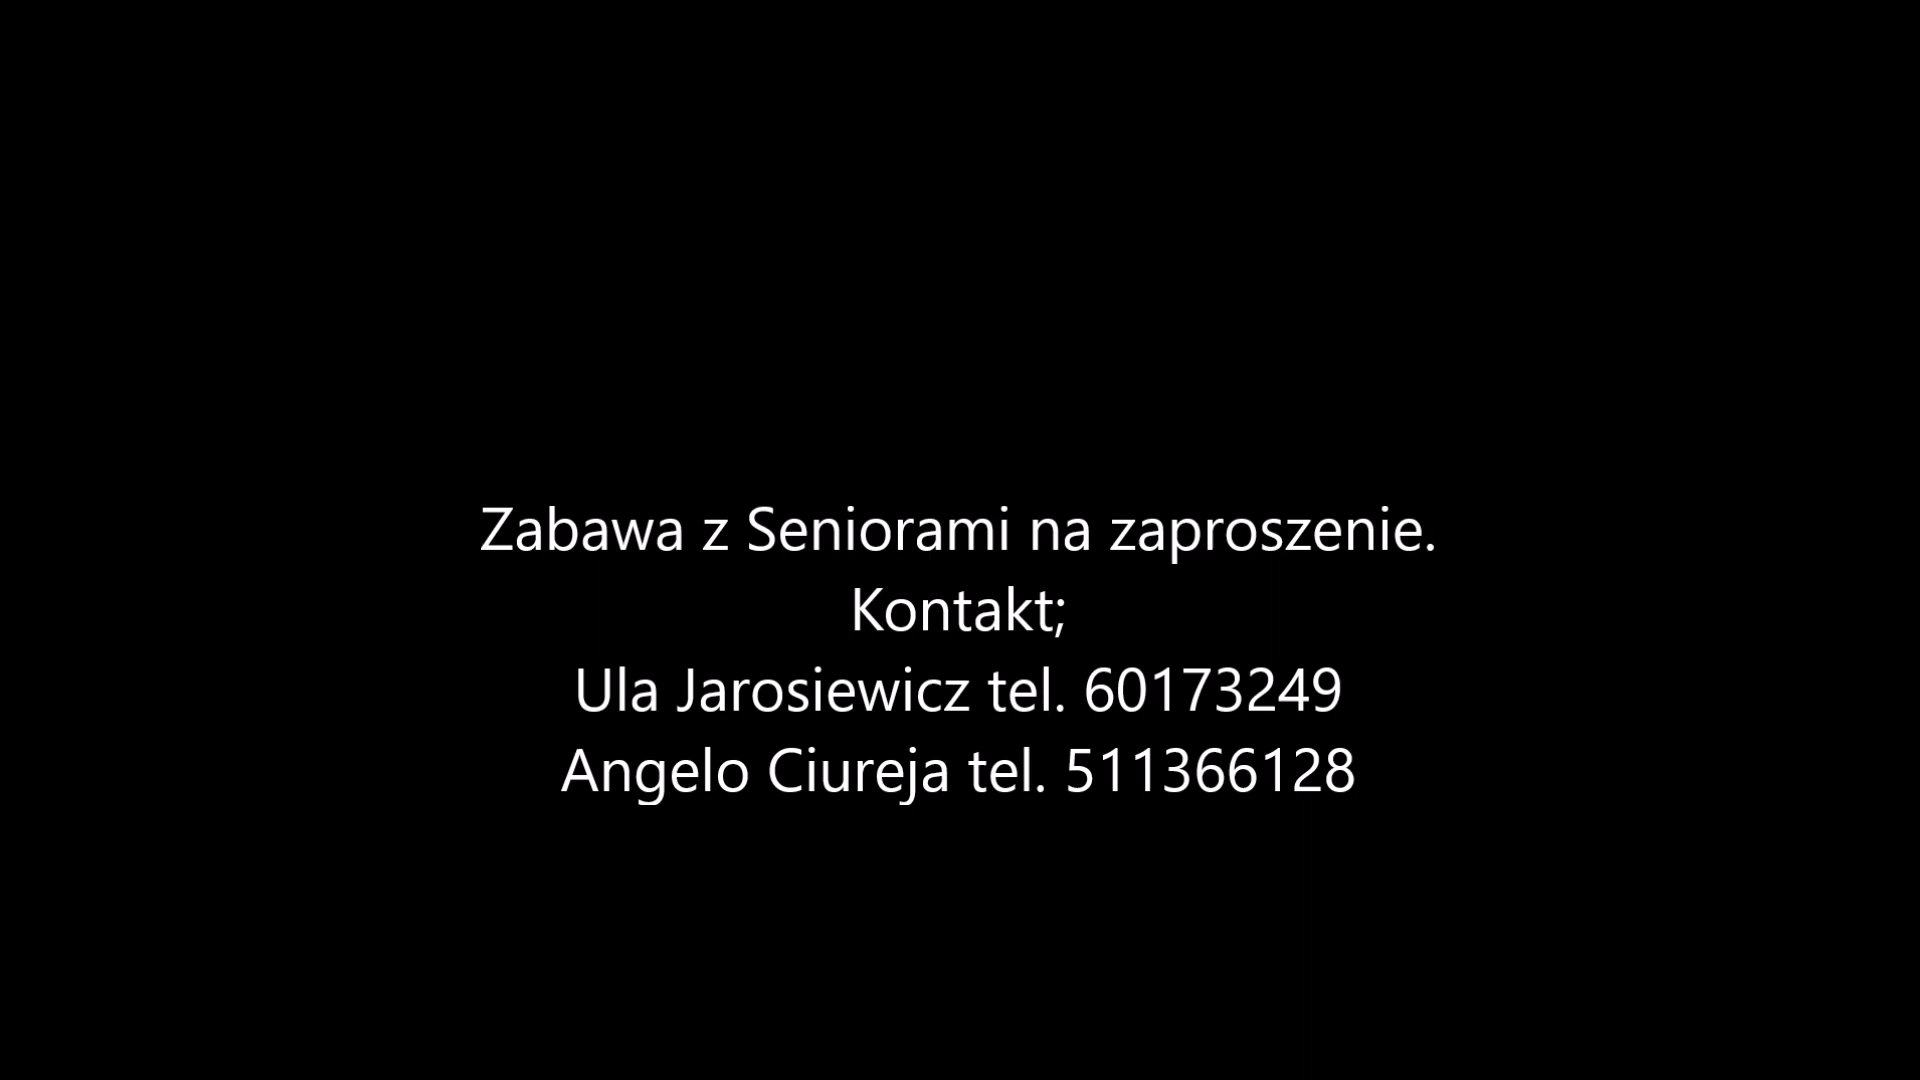 Zabawa z Seniorami na zaproszenie.
Kontakt;
Ula Jarosiewicz tel. 60173249
Angelo Ciureja tel. 511366128